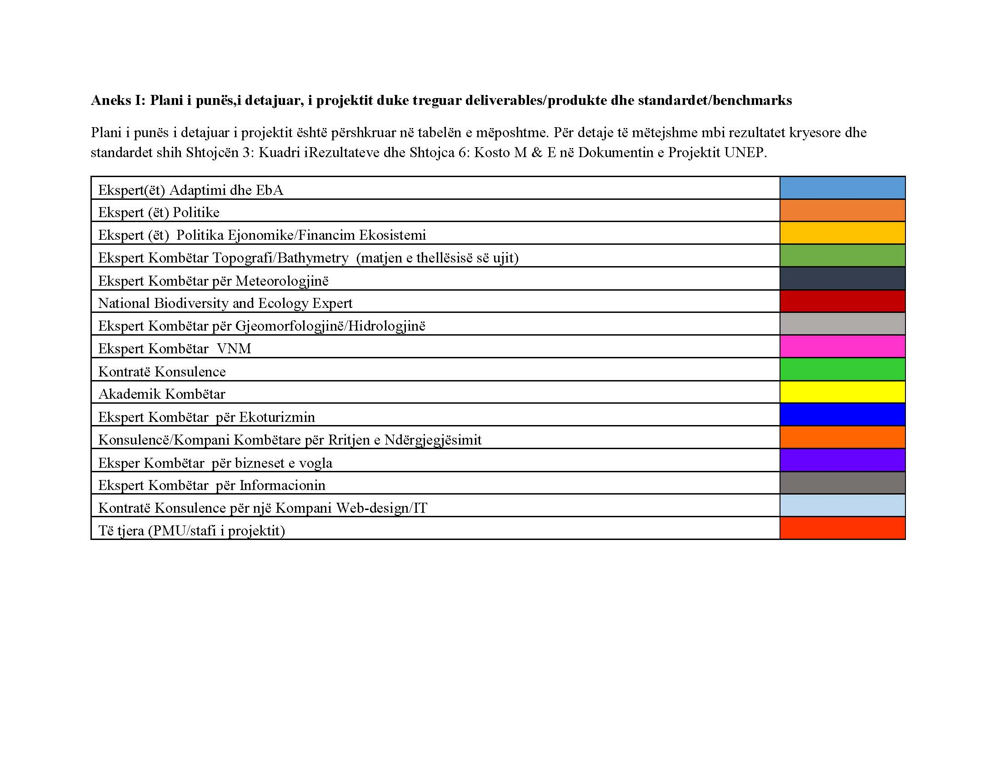 Aneks I: Plani i punës,i detajuar, i projektit duke treguar deliverables/produkte dhe standardet/benchmarks
Plani i punës i detajuar i projektit është përshkruar në tabelën e mëposhtme. Për detaje të mëtejshme mbi rezultatet kryesore dhe
standardet shih Shtojcën 3: Kuadri iRezultateve dhe Shtojca 6: Kosto M & E në Dokumentin e Projektit UNEP.
Ekspert(ët) Adaptimi dhe EbA
Ekspert (ët) Politike
Ekspert (ët)  Politika Ejonomike/Financim Ekosistemi
Ekspert Kombëtar Topografi/Bathymetry  (matjen e thellësisë së ujit)
Ekspert Kombëtar për Meteorologjinë
National Biodiversity and Ecology Expert
Ekspert Kombëtar për Gjeomorfologjinë/Hidrologjinë
Ekspert Kombëtar  VNM
Kontratë Konsulence
Akademik Kombëtar
Ekspert Kombëtar  për Ekoturizmin
Konsulencë/Kompani Kombëtare për Rritjen e Ndërgjegjësimit
Eksper Kombëtar  për bizneset e vogla
Ekspert Kombëtar  për Informacionin
Kontratë Konsulence për një Kompani Web-design/IT
Të tjera (PMU/stafi i projektit)